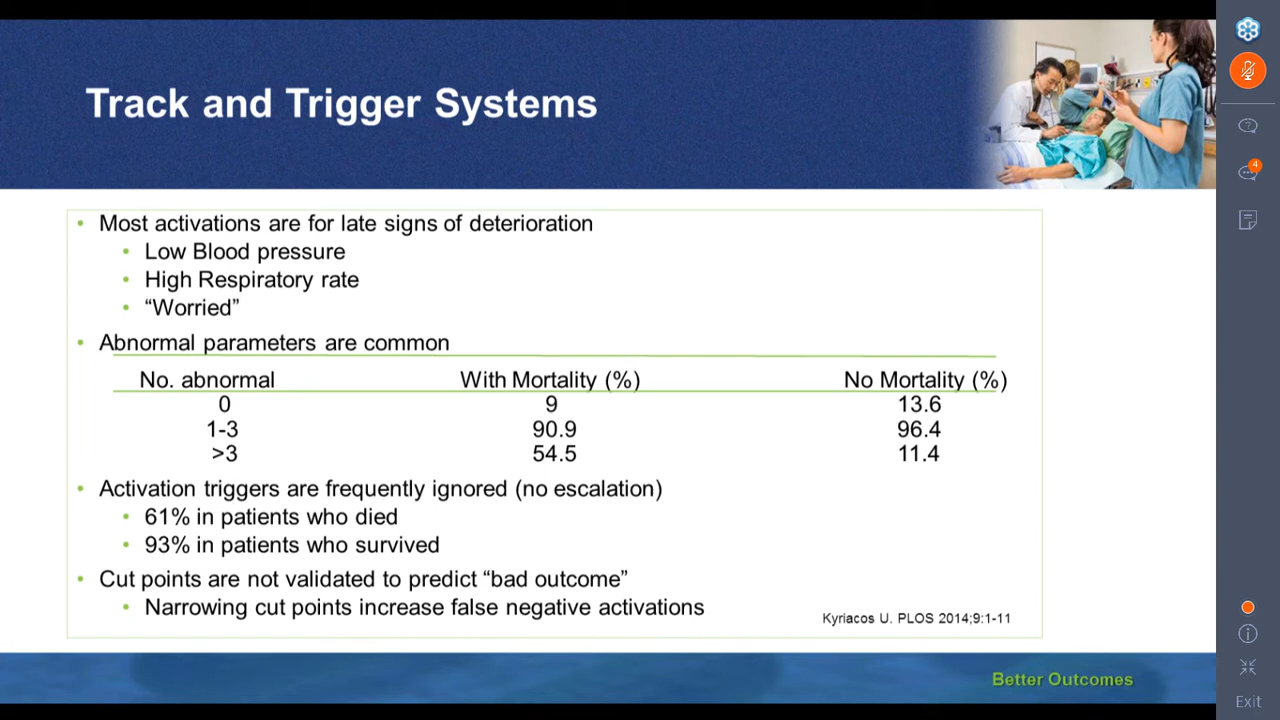 Track and Trigger Systems
• Most activations are for late signs of deterioration
• Low Blood pressure
• High Respiratory rate
• “Worried”
• Abnormal parameters are common
No. abnormal With Mortality (%) No Mortality (%)
0 9 13.6
1-3 90.9 96.4
>3 54.5 11.4
• Activation triggers are frequently ignored (no escalation)
• 61% in patients who died
• 93% in patients who survived
• Cut points are not validated to predict “bad outcome”
• Narrowing cut points increase false negative activations
Kyriacos U. PLOS 2014;9:1-11
Better Outcomes
4
Exit